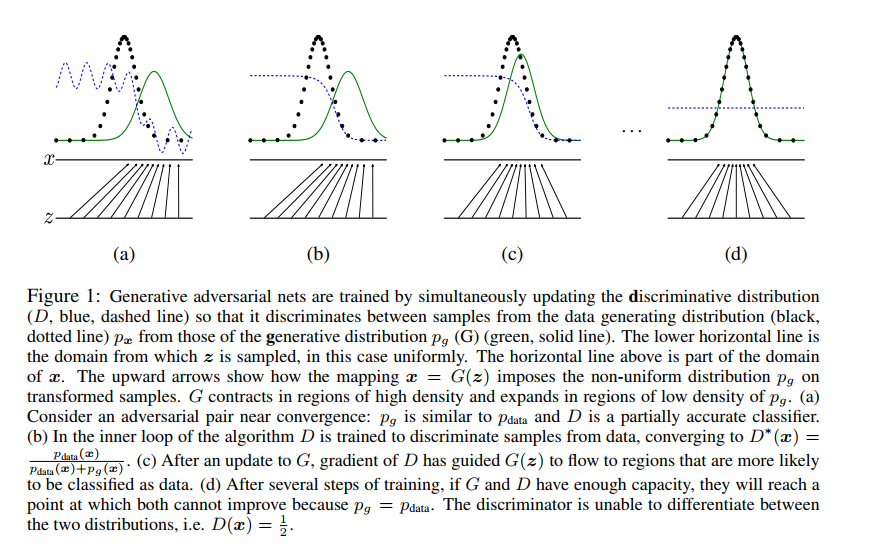 ...
x
z
(a) (b) (c) (d)
Figure 1: Generative adversarial nets are trained by simultaneously updating the discriminative distribution
(D, blue, dashed line) so that it discriminates between samples from the data generating distribution (black,
dotted line) pₓ from those of the generative distribution p_g (G) (green, solid line). The lower horizontal line is
the domain from which z is sampled, in this case uniformly. The horizontal line above is part of the domain
of x. The upward arrows show how the mapping x = G(z) imposes the non-uniform distribution p_g on
transformed samples. G contracts in regions of high density and expands in regions of low density of p_g. (a)
Consider an adversarial pair near convergence: p_g is similar to p_data and D is a partially accurate classifier.
(b) In the inner loop of the algorithm D is trained to discriminate samples from data, converging to D*(x) =
p_data(x) / (p_data(x)+p_g(x)). (c) After an update to G, gradient of D has guided G(z) to flow to regions that are more likely
to be classified as data. (d) After several steps of training, if G and D have enough capacity, they will reach a
point at which both cannot improve because p_g = p_data. The discriminator is unable to differentiate between
the two distributions, i.e. D(x) = 1/2.